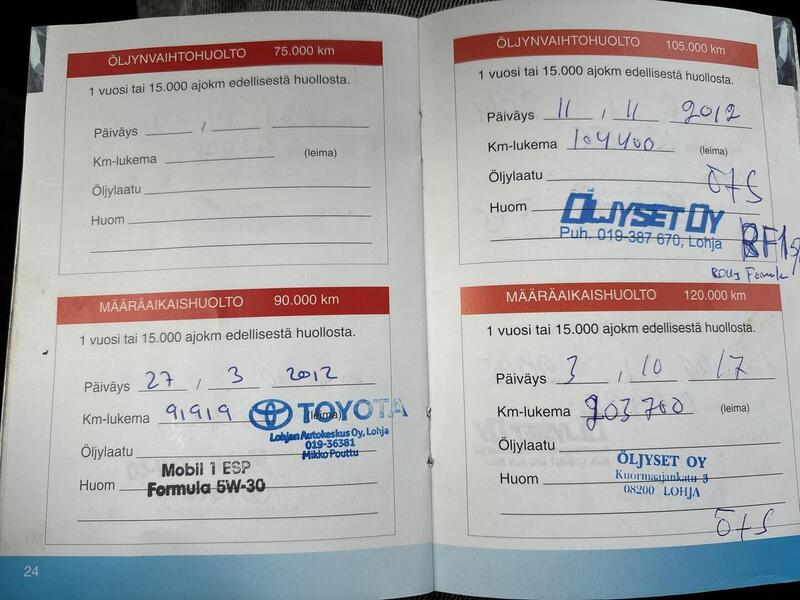 ÖLJYNVAIHTOHUOLTO 75.000 km
1 vuosi tai 15.000 ajokm edellisestä huollosta.
Päiväys /
Km-lukema (leima)
Öljylaatu
Huom
MÄÄRÄAIKAISHUOLTO 90.000 km
1 vuosi tai 15.000 ajokm edellisestä huollosta.
Päiväys 27 / 3 2012
Km-lukema 91919 (leima)
TOYOTA
Lohjan Autokeskus Oy, Lohja
019-36381
Mikko Pouttu
Öljylaatu
Mobil 1 ESP
Huom Formula 5W-30
24
ÖLJYNVAIHTOHUOLTO 105.000 km
1 vuosi tai 15.000 ajokm edellisestä huollosta.
Päiväys 11 / 11 2012
Km-lukema 104400 (leima)
Öljylaatu Ö+S
Huom ÖLJYSET OY
Puh. 019-387 670, Lohja
MÄÄRÄAIKAISHUOLTO 120.000 km
1 vuosi tai 15.000 ajokm edellisestä huollosta.
Päiväys 3 / 10 17
Km-lukema 203700 (leima)
Öljylaatu
ÖLJYSET OY
Huom Kuormaajankatu 3
08200 LOHJA
Ö+S